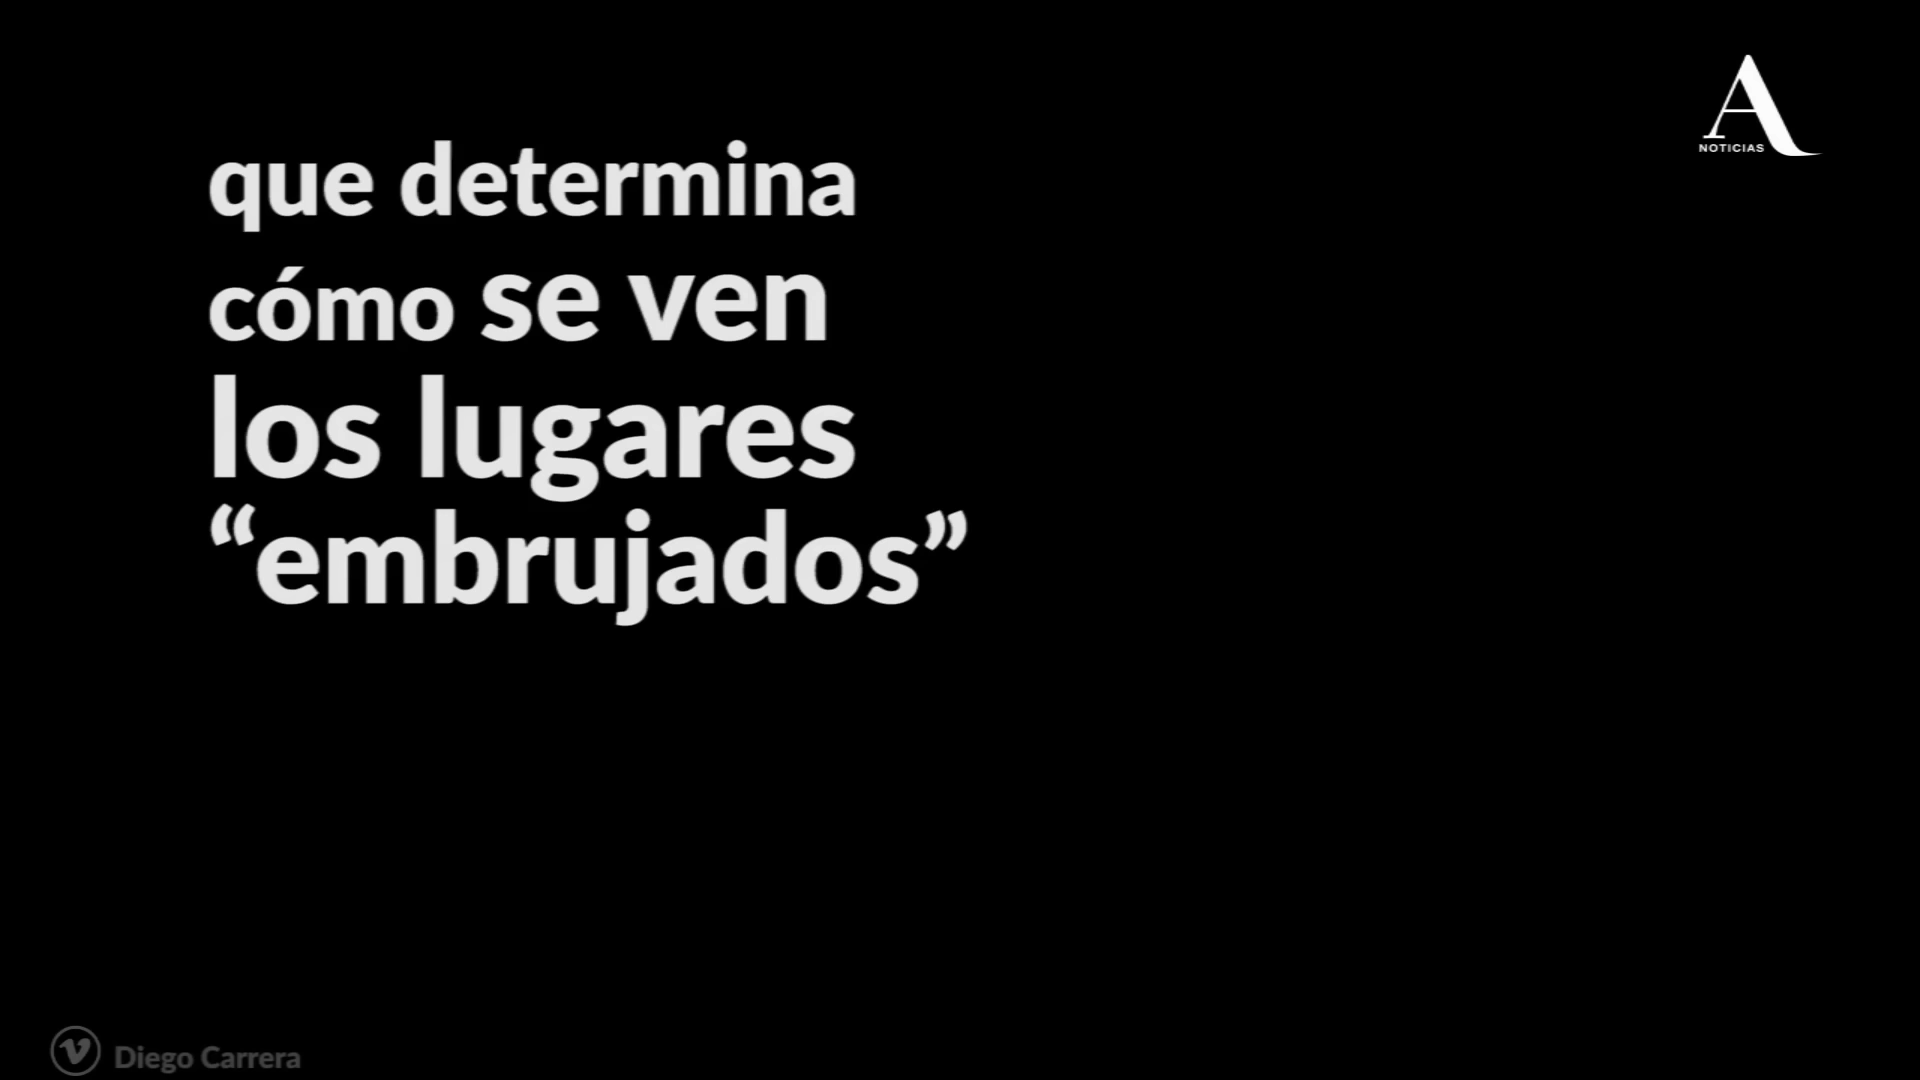 A
NOTICIAS
que determina
cómo se ven
los lugares
“embrujados”
Diego Carrera